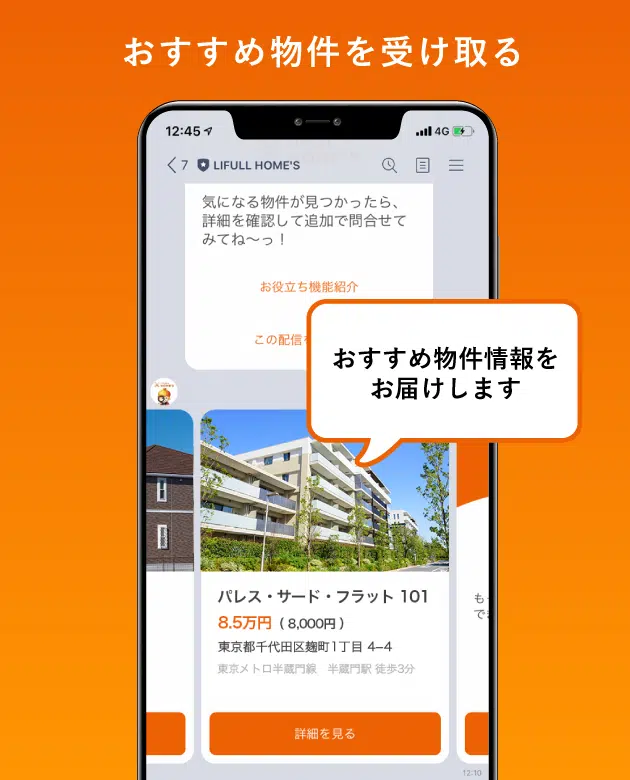 おすすめ物件を受け取る
12:45
4G
7 LIFULL HOME'S
気になる物件が見つかったら、
詳細を確認して追加で問合せて
みてね〜っ！
お役立ち機能紹介
この配信
おすすめ物件情報を
お届けします
パレス・サード・フラット 101
8.5万円（ 8,000円 ）
東京都千代田区麹町1丁目 4−4
東京メトロ半蔵門線　半蔵門駅 徒歩3分
も
で
詳細を見る
12:10